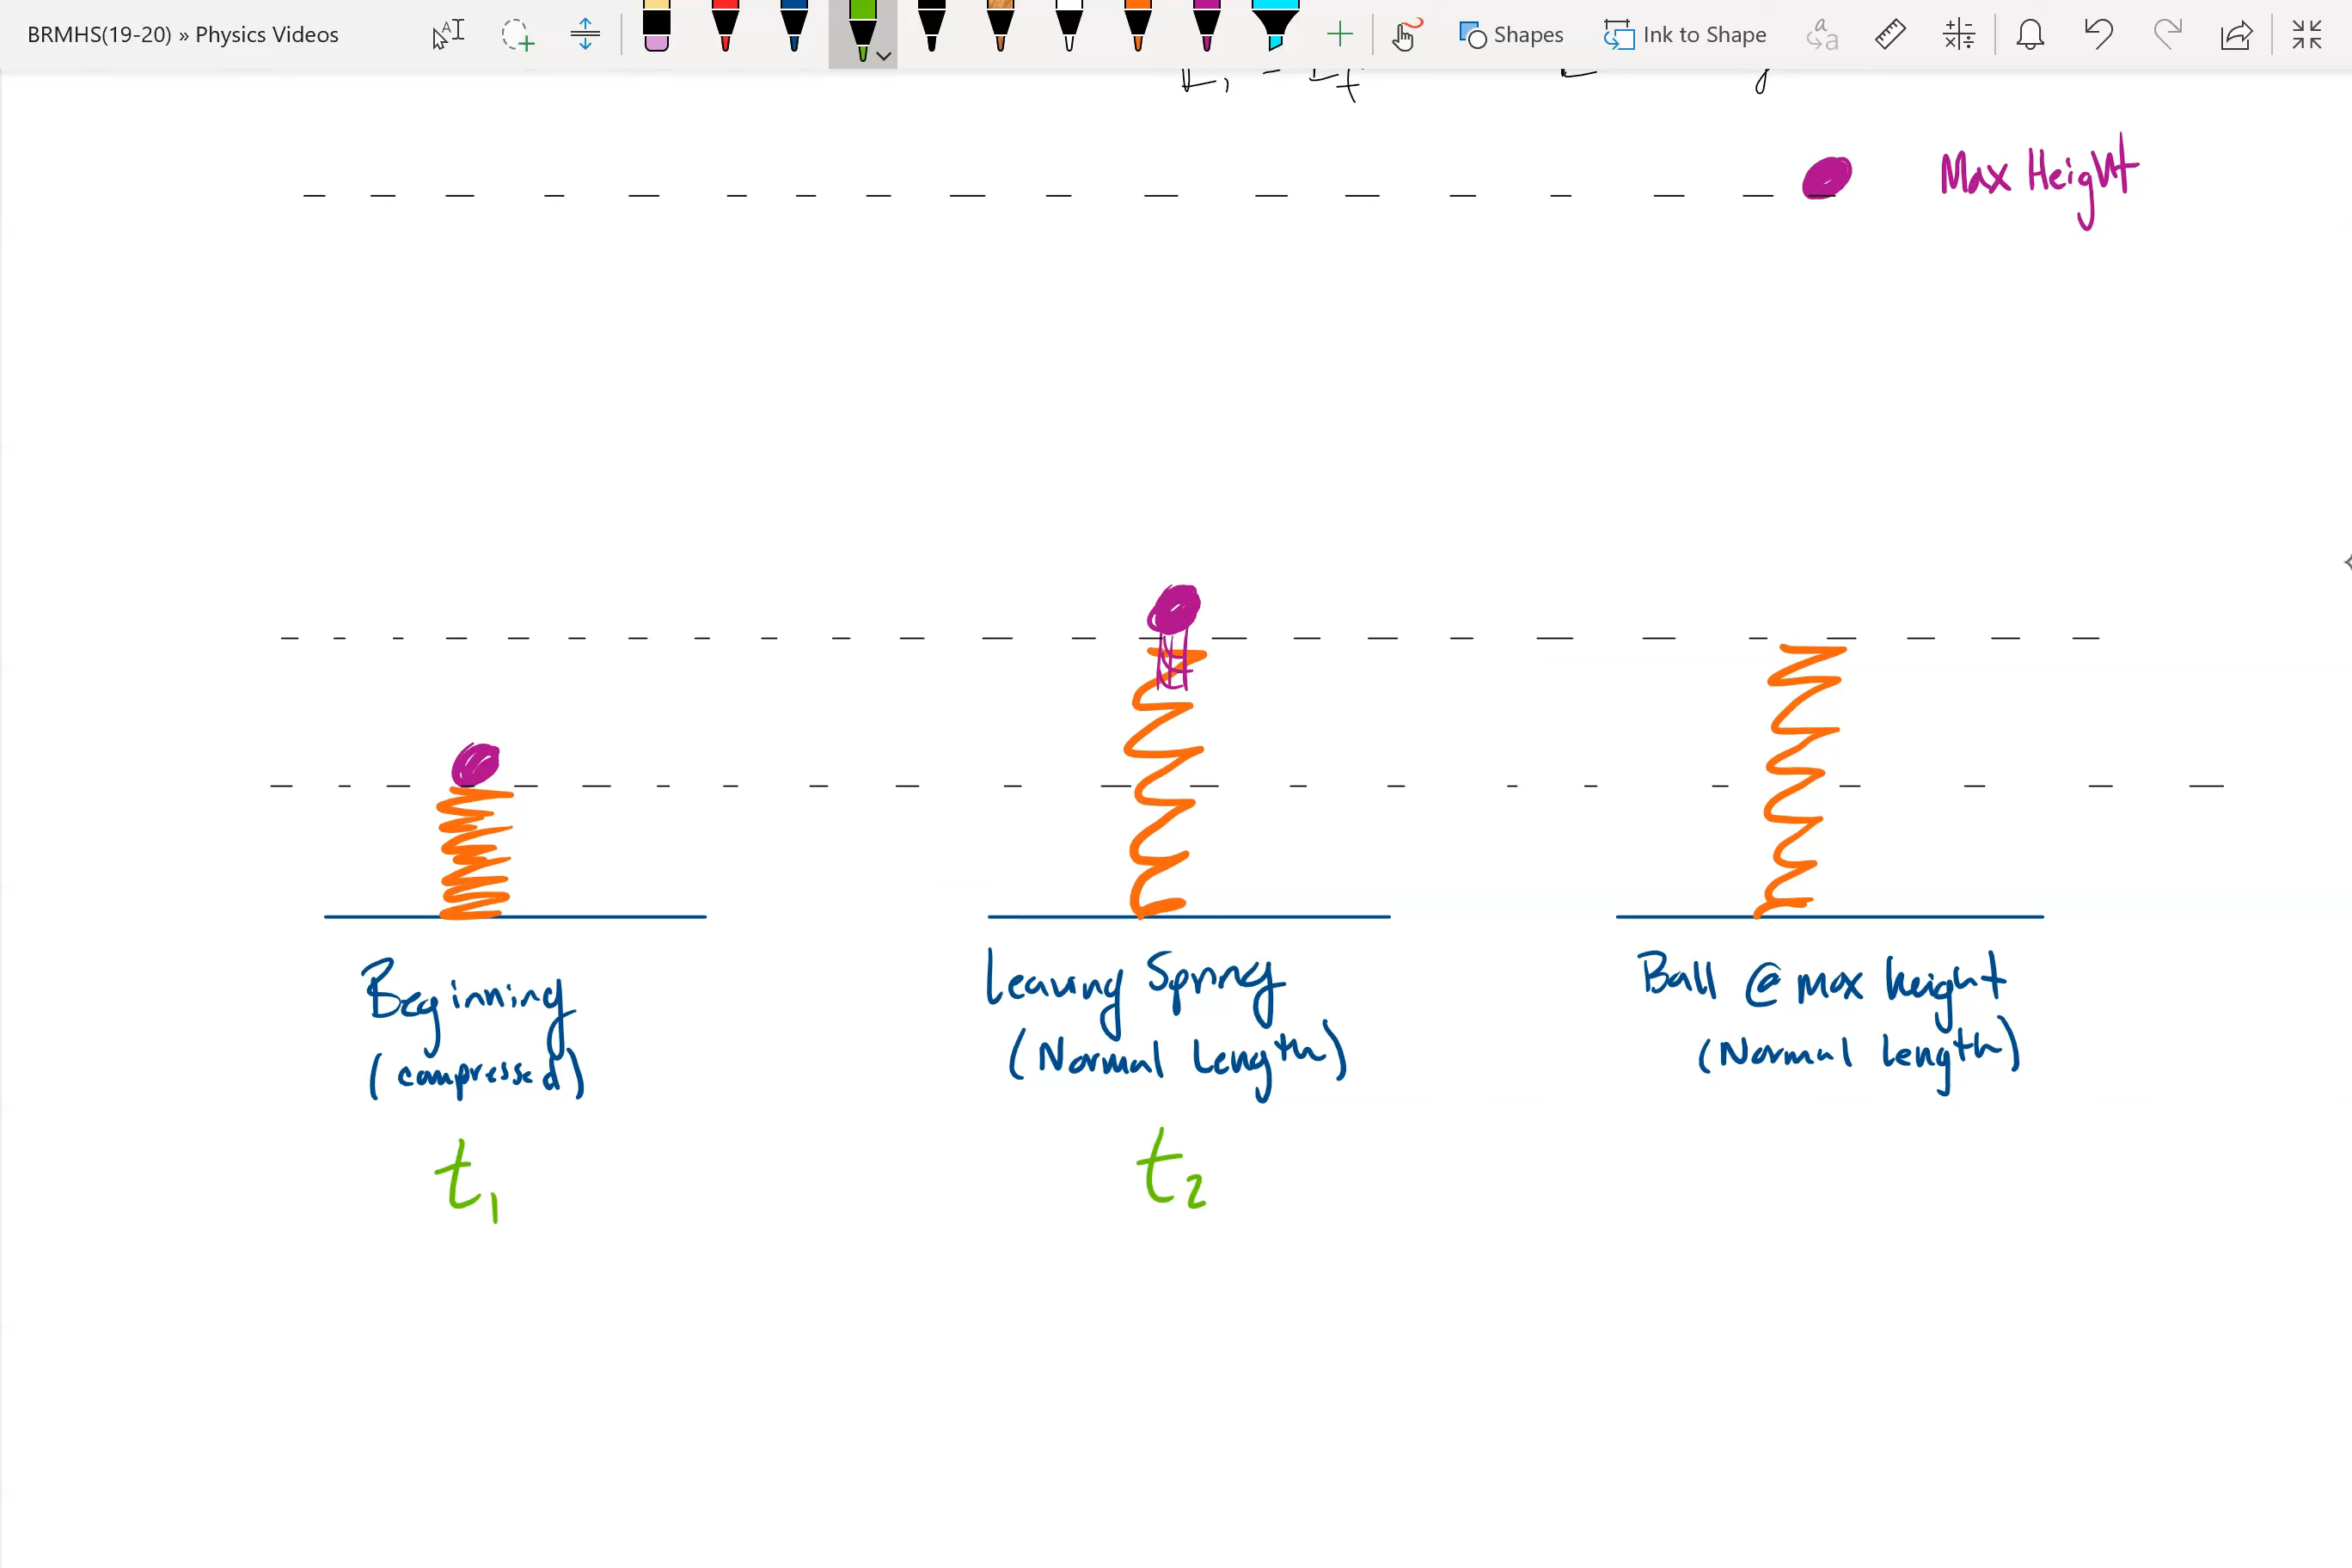 BRMHS(19-20) » Physics Videos
Shapes
Ink to Shape
Max Height
Beginning
(compressed)
Leaving Spring
(Normal Length)
Ball @ max height
(Normal Length)
t₁
t₂